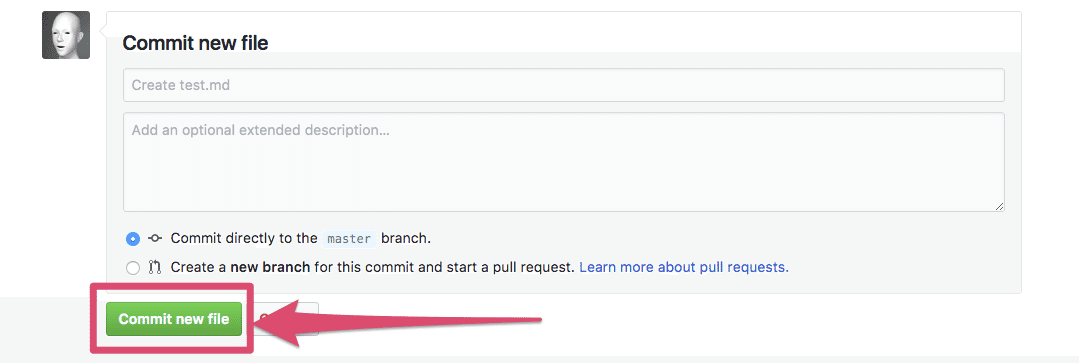 Commit new file
Create test.md
Add an optional extended description...
Commit directly to the master branch.
Create a new branch for this commit and start a pull request. Learn more about pull requests.
Commit new file